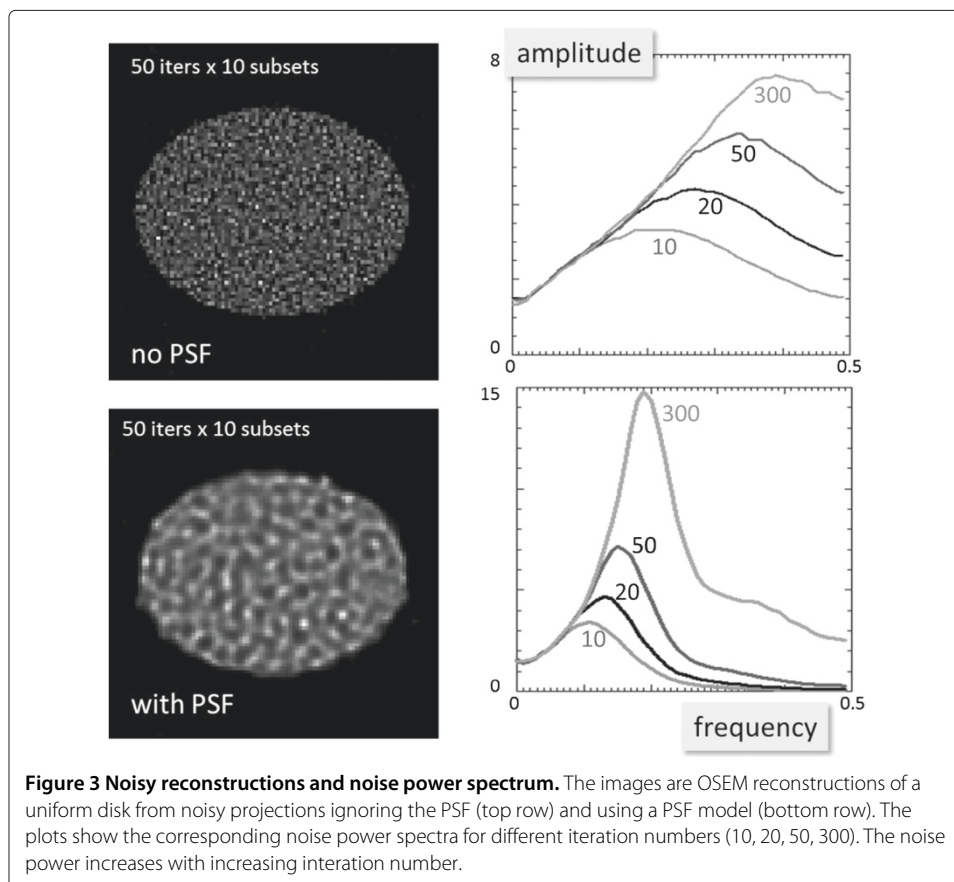 50 iters x 10 subsets
no PSF
amplitude
8
300
50
20
10
0
0
0.5
50 iters x 10 subsets
with PSF
15
300
50
20
10
0
0
0.5
frequency
Figure 3 Noisy reconstructions and noise power spectrum. The images are OSEM reconstructions of a
uniform disk from noisy projections ignoring the PSF (top row) and using a PSF model (bottom row). The
plots show the corresponding noise power spectra for different iteration numbers (10, 20, 50, 300). The noise
power increases with increasing interation number.